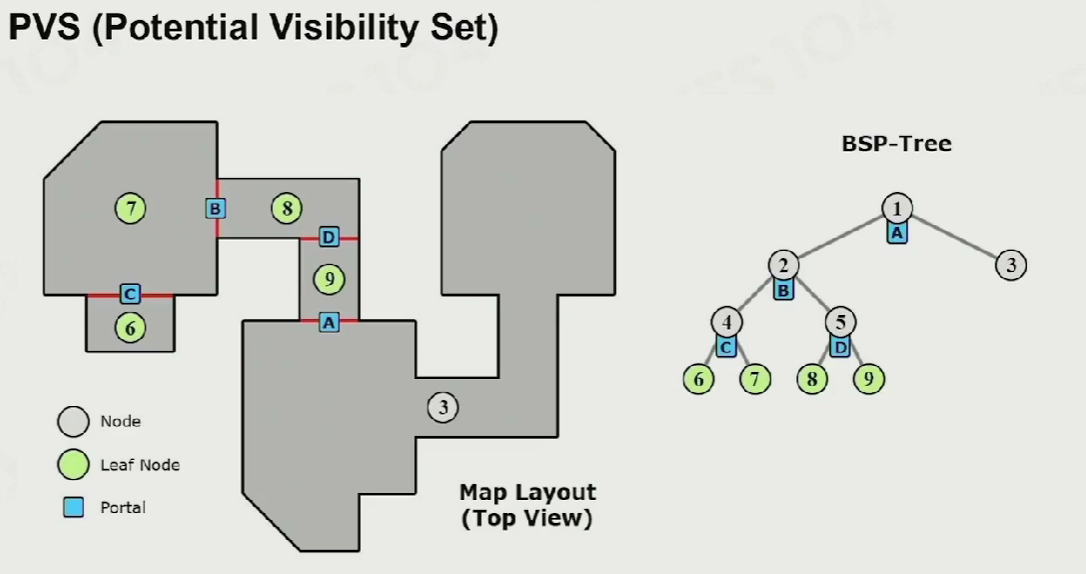 PVS (Potential Visibility Set)
BSP-Tree
7
B
8
D
9
C
6
A
3
1
A
2
B
3
4
C
5
D
6
7
8
9
Node
Leaf Node
Portal
Map Layout
(Top View)